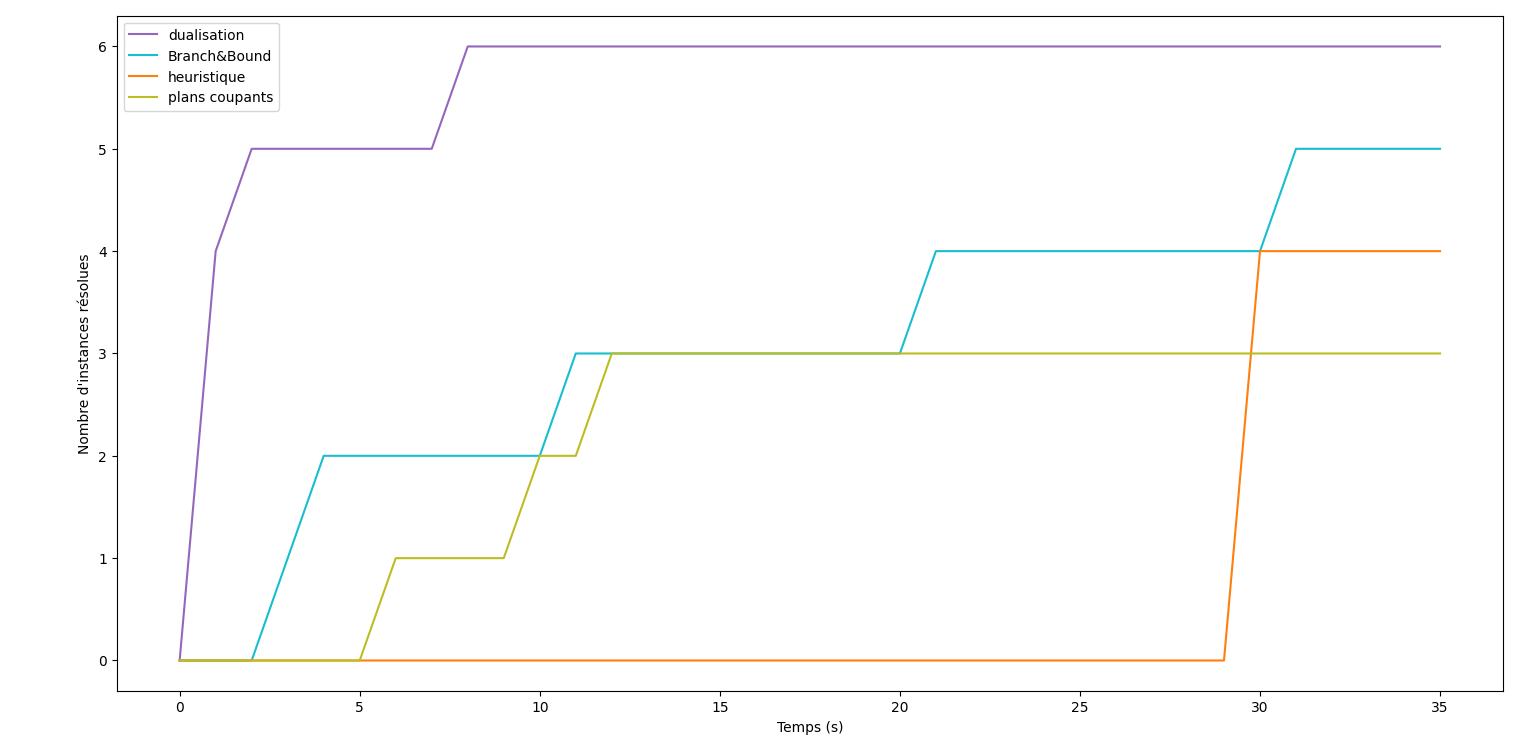 dualisation
Branch&Bound
heuristique
plans coupants
6
5
4
3
2
1
0
Nombre d'instances résolues
0 5 10 15 20 25 30 35
Temps (s)